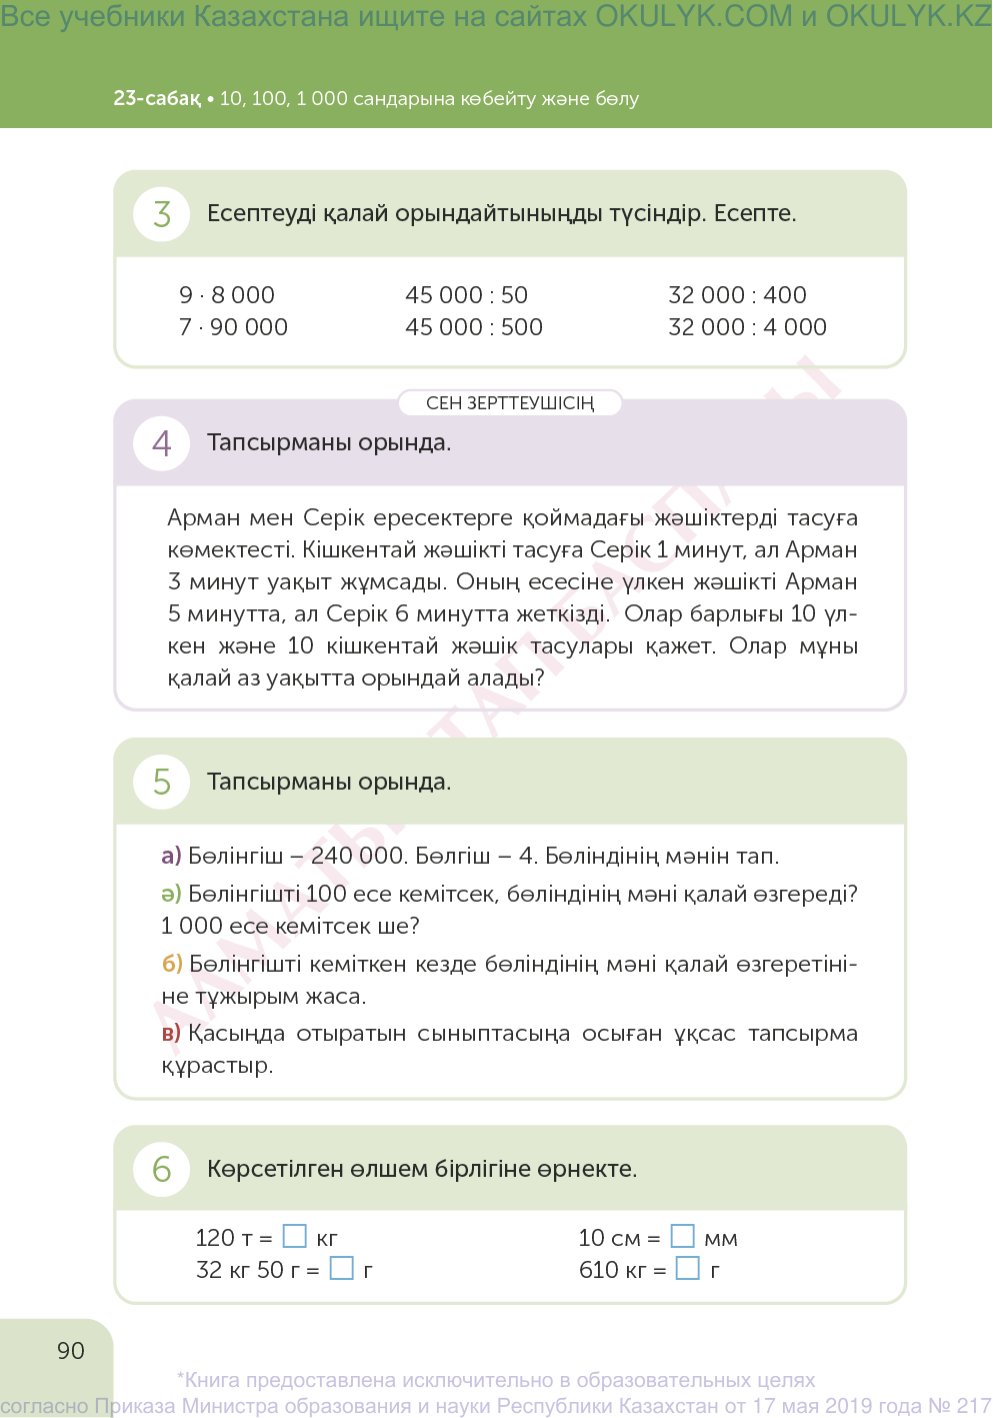 Все учебники Казахстана ищите на сайтах OKULYK.COM и OKULYK.KZ
23-сабақ • 10, 100, 1 000 сандарына көбейту және бөлу
3 Есептеуді қалай орындайтыныңды түсіндір. Есепте.
9 · 8 000 45 000 : 50 32 000 : 400
7 · 90 000 45 000 : 500 32 000 : 4 000
СЕН ЗЕРТТЕУШІСІҢ
4 Тапсырманы орында.
Арман мен Серік ересектерге қоймадағы жәшіктерді тасуға
көмектесті. Кішкентай жәшікті тасуға Серік 1 минут, ал Арман
3 минут уақыт жұмсады. Оның есесіне үлкен жәшікті Арман
5 минутта, ал Серік 6 минутта жеткізді. Олар барлығы 10 үл-
кен және 10 кішкентай жәшік тасулары қажет. Олар мұны
қалай аз уақытта орындай алады?
5 Тапсырманы орында.
а) Бөлінгіш – 240 000. Бөлгіш – 4. Бөліндінің мәнін тап.
ә) Бөлінгішті 100 есе кемітсек, бөліндінің мәні қалай өзгереді?
1 000 есе кемітсек ше?
б) Бөлінгішті кеміткен кезде бөліндінің мәні қалай өзгеретіні-
не тұжырым жаса.
в) Қасыңда отыратын сыныптасыңа осыған ұқсас тапсырма
құрастыр.
6 Көрсетілген өлшем бірлігіне өрнекте.
120 т = □ кг 10 см = □ мм
32 кг 50 г = □ г 610 кг = □ г
90
*Книга предоставлена исключительно в образовательных целях
согласно Приказа Министра образования и науки Республики Казахстан от 17 мая 2019 года № 217